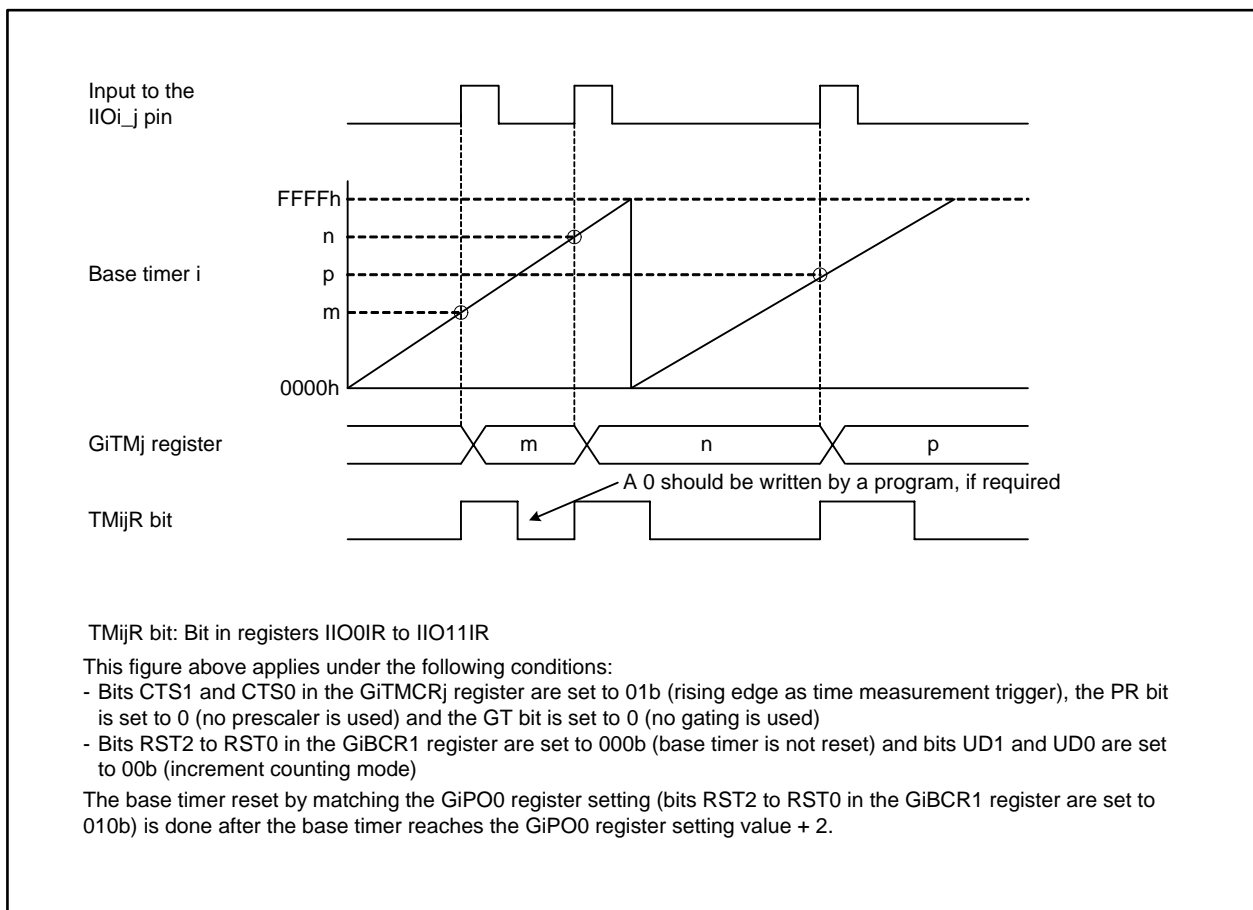 Input to the
IIOi_j pin
FFFFh
n
Base timer i
p
m
0000h
GiTMj register
m
n
p
A 0 should be written by a program, if required
TMijR bit
TMijR bit: Bit in registers IIO0IR to IIO11IR
This figure above applies under the following conditions:
- Bits CTS1 and CTS0 in the GiTMCRj register are set to 01b (rising edge as time measurement trigger), the PR bit
is set to 0 (no prescaler is used) and the GT bit is set to 0 (no gating is used)
- Bits RST2 to RST0 in the GiBCR1 register are set to 000b (base timer is not reset) and bits UD1 and UD0 are set
to 00b (increment counting mode)
The base timer reset by matching the GiPO0 register setting (bits RST2 to RST0 in the GiBCR1 register are set to
010b) is done after the base timer reaches the GiPO0 register setting value + 2.